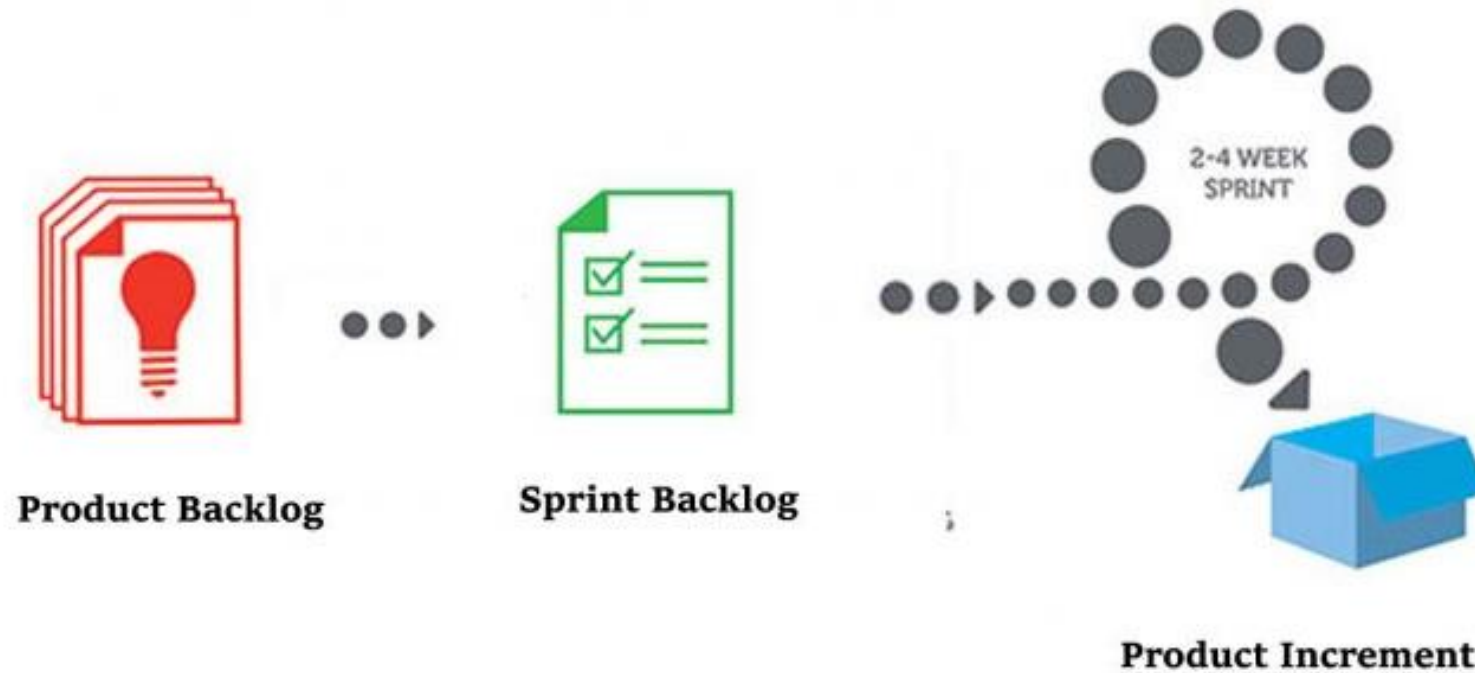 2-4 WEEK
SPRINT
Product Backlog
Sprint Backlog
Product Increment